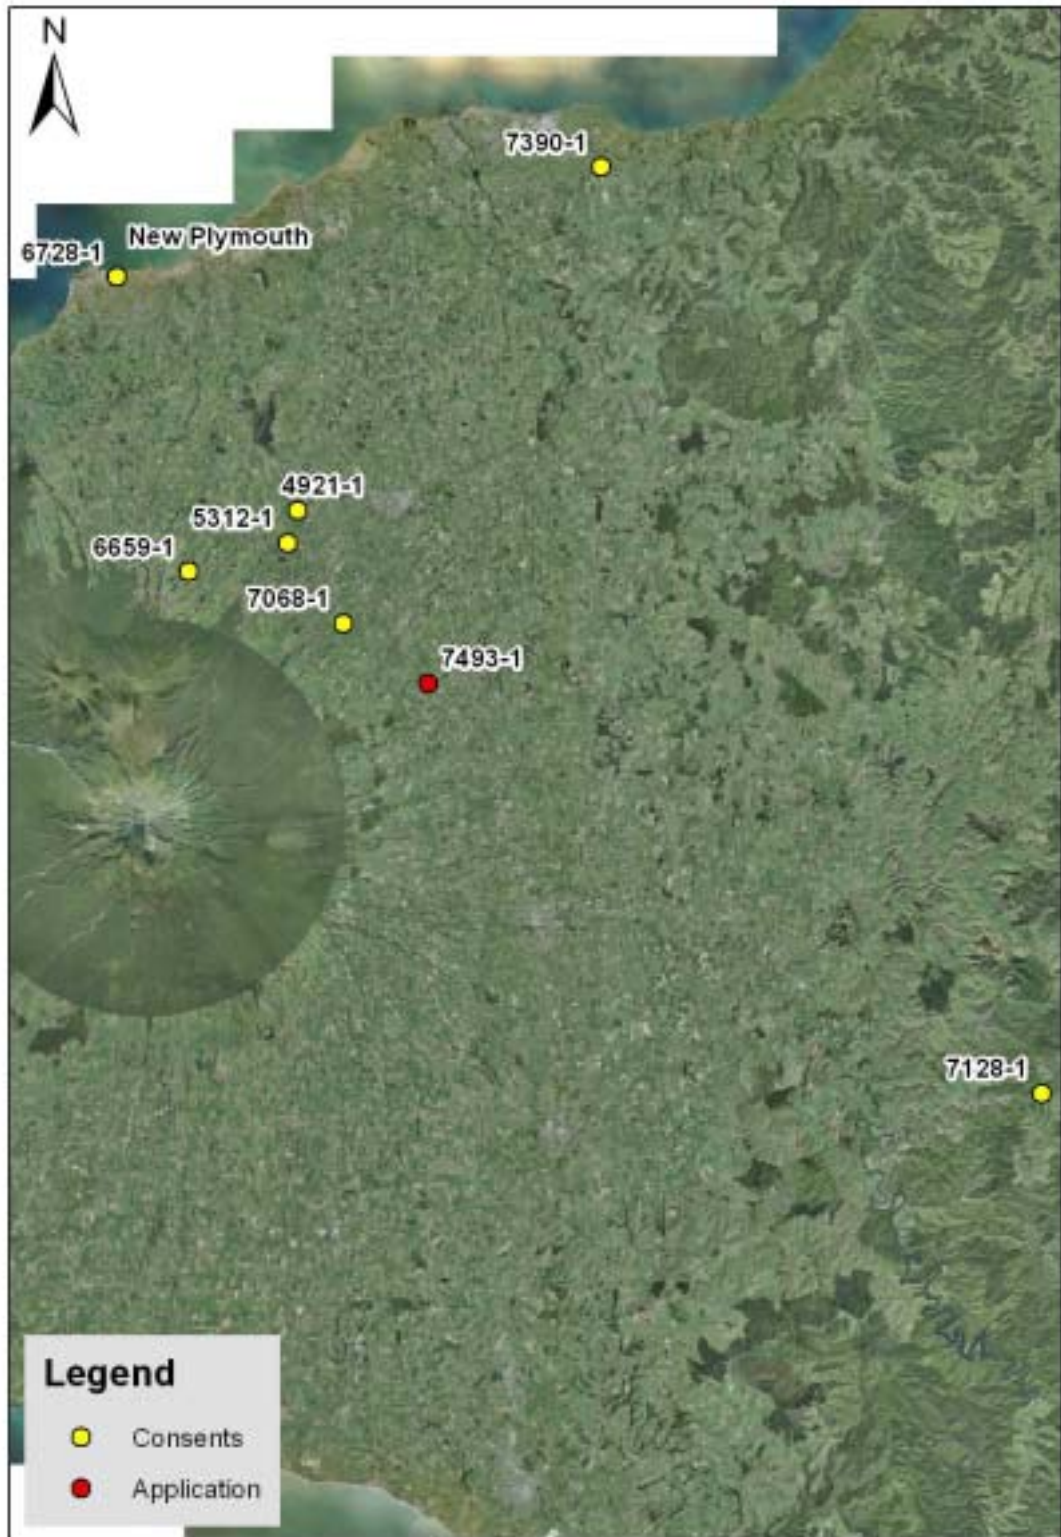 N
7390-1
New Plymouth
6728-1
4921-1
5312-1
6659-1
7068-1
7493-1
7128-1
Legend
Consents
Application